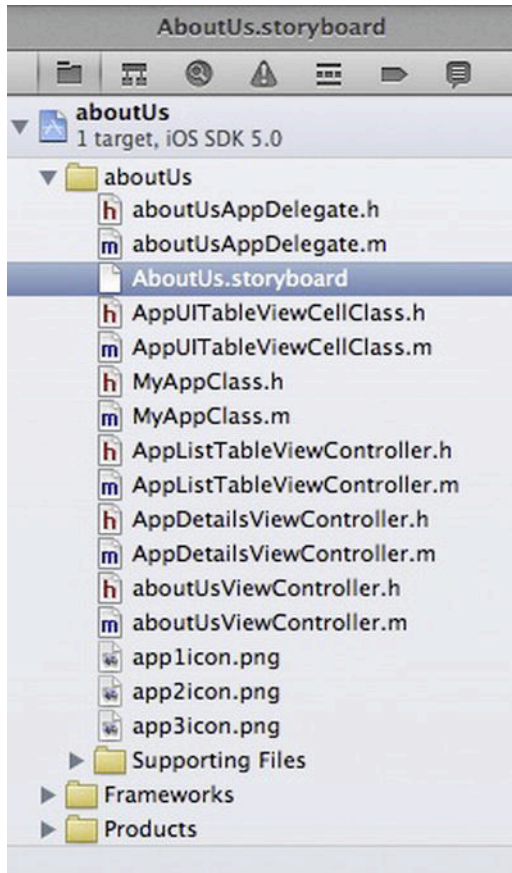 AboutUs.storyboard
aboutUs
1 target, iOS SDK 5.0
aboutUs
h aboutUsAppDelegate.h
m aboutUsAppDelegate.m
AboutUs.storyboard
h AppUITableViewCellClass.h
m AppUITableViewCellClass.m
h MyAppClass.h
m MyAppClass.m
h AppListTableViewController.h
m AppListTableViewController.m
h AppDetailsViewController.h
m AppDetailsViewController.m
h aboutUsViewController.h
m aboutUsViewController.m
app1icon.png
app2icon.png
app3icon.png
Supporting Files
Frameworks
Products